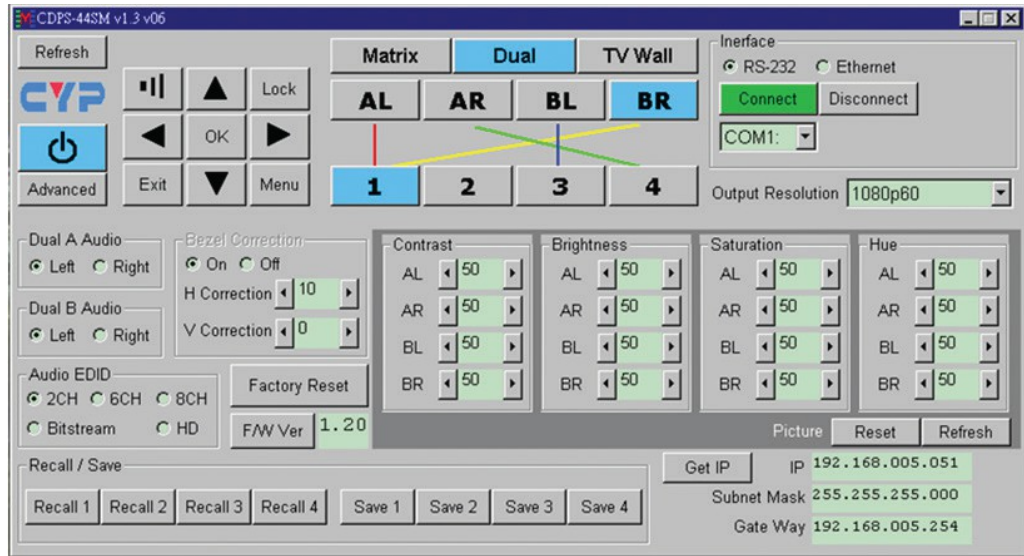 CDPS-44SM v1.3 v06
Refresh
CYP
Advanced
Lock
OK
Exit
Menu
Matrix
Dual
TV Wall
AL
AR
BL
BR
1
2
3
4
Inerface
RS-232
Ethernet
Connect
Disconnect
COM1:
Output Resolution
1080p60
Dual A Audio
Left
Right
Dual B Audio
Left
Right
Bezel Correction
On
Off
H Correction
10
V Correction
0
Audio EDID
2CH
6CH
8CH
Bitstream
HD
Factory Reset
F/W Ver
1.20
Contrast
AL
50
AR
50
BL
50
BR
50
Brightness
AL
50
AR
50
BL
50
BR
50
Saturation
AL
50
AR
50
BL
50
BR
50
Hue
AL
50
AR
50
BL
50
BR
50
Picture
Reset
Refresh
Recall / Save
Recall 1
Recall 2
Recall 3
Recall 4
Save 1
Save 2
Save 3
Save 4
Get IP
IP
192.168.005.051
Subnet Mask
255.255.255.000
Gate Way
192.168.005.254